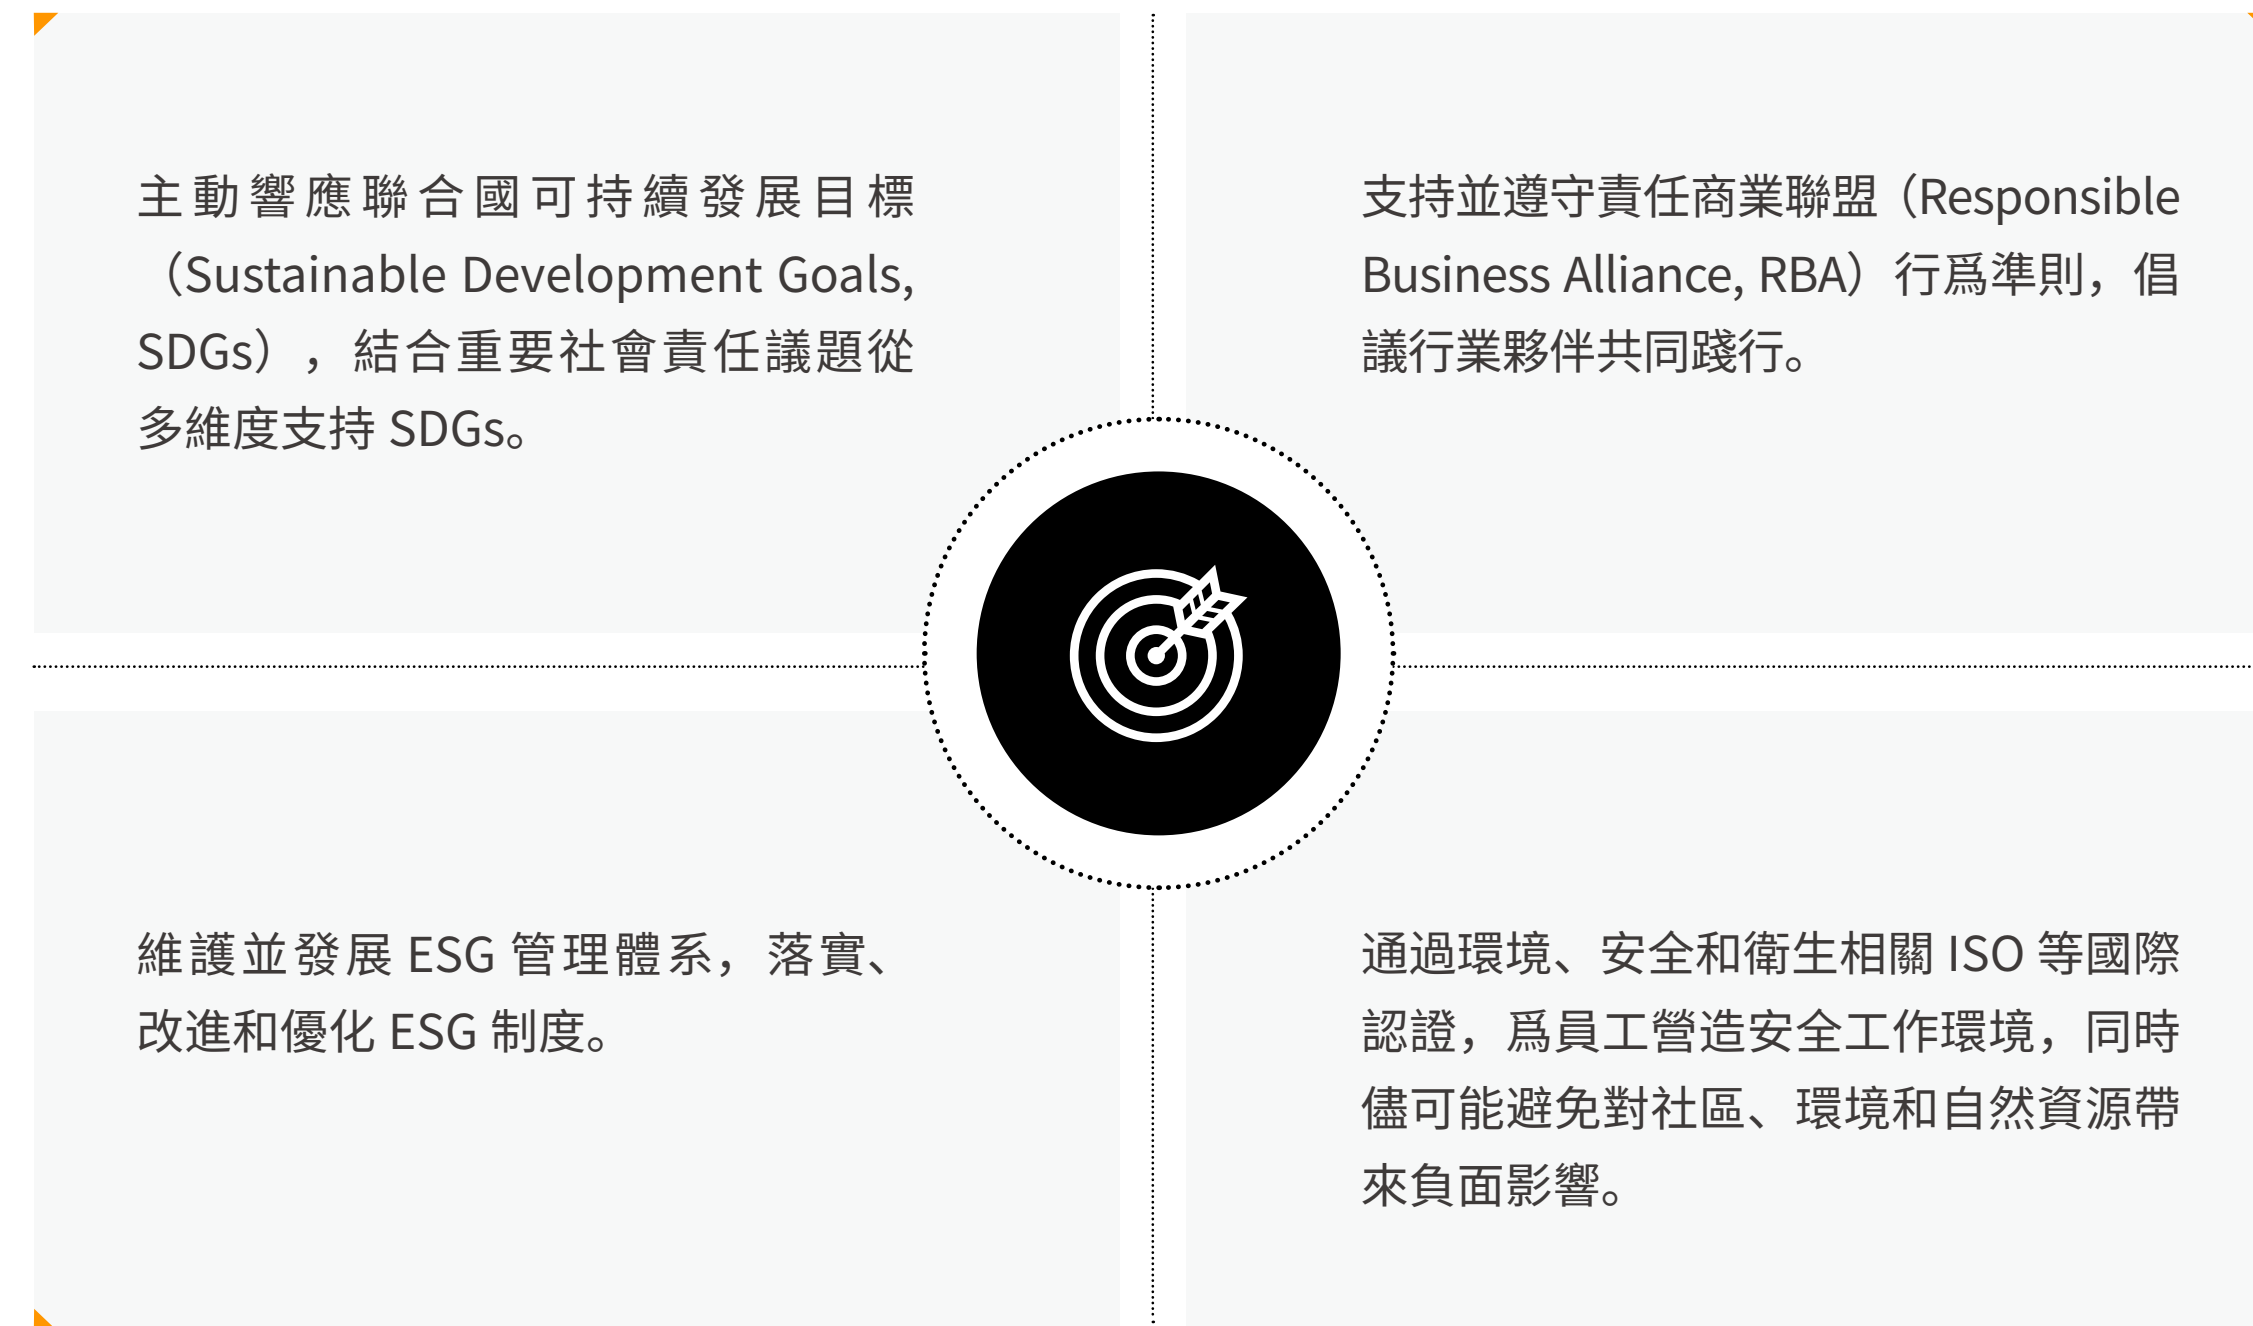 主動響應聯合國可持續發展目標
（Sustainable Development Goals,
SDGs），結合重要社會責任議題從
多維度支持 SDGs。
支持並遵守責任商業聯盟（Responsible
Business Alliance, RBA）行爲準則，倡
議行業夥伴共同踐行。
維護並發展 ESG 管理體系，落實、
改進和優化 ESG 制度。
通過環境、安全和衛生相關 ISO 等國際
認證，爲員工營造安全工作環境，同時
儘可能避免對社區、環境和自然資源帶
來負面影響。